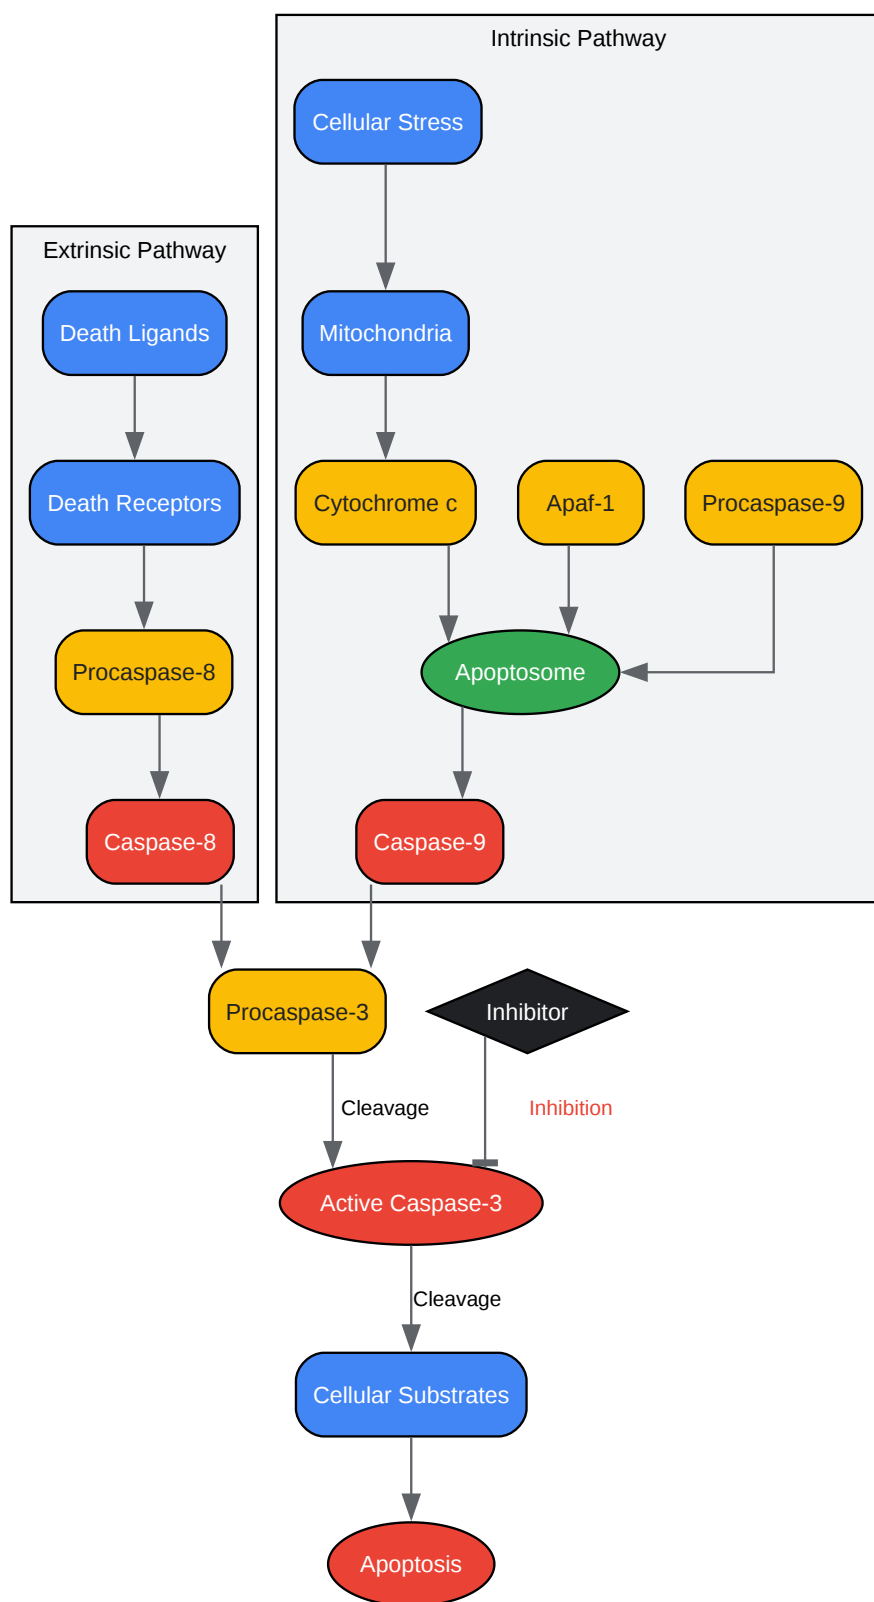 Intrinsic Pathway
Cellular Stress
Extrinsic Pathway
Death Ligands
Mitochondria
Death Receptors
Cytochrome c
Apaf-1
Procaspase-9
Procaspase-8
Apoptosome
Caspase-8
Caspase-9
Procaspase-3
Inhibitor
Cleavage
Inhibition
Active Caspase-3
Cleavage
Cellular Substrates
Apoptosis